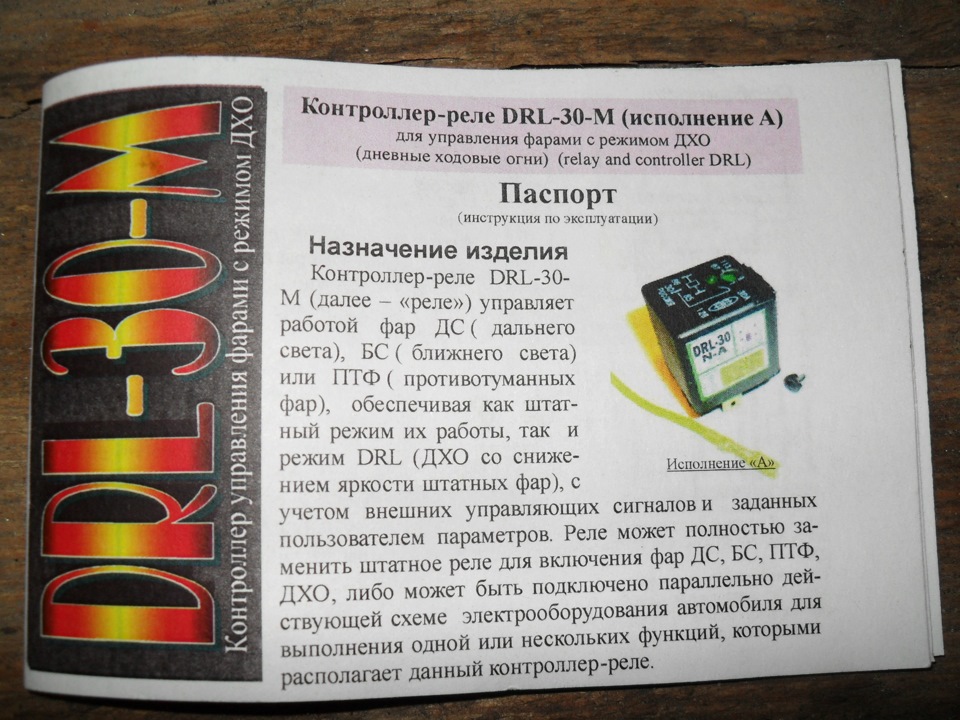 DRL-30-M
Контроллер управления фарами с режимом ДХО
Контроллер-реле DRL-30-M (исполнение А)
для управления фарами с режимом ДХО
(дневные ходовые огни) (relay and controller DRL)
Паспорт
(инструкция по эксплуатации)
Назначение изделия
Контроллер-реле DRL-30-
М (далее – «реле») управляет
работой фар ДС ( дальнего
света), БС ( ближнего света)
или ПТФ ( противотуманных
фар), обеспечивая как штат-
ный режим их работы, так и
режим DRL (ДХО со сниже-
нием яркости штатных фар), с
учетом внешних управляющих сигналов и заданных
пользователем параметров. Реле может полностью за-
менить штатное реле для включения фар ДС, БС, ПТФ,
ДХО, либо может быть подключено параллельно дей-
ствующей схеме электрооборудования автомобиля для
выполнения одной или нескольких функций, которыми
располагает данный контроллер-реле.
DRL-30
N-A
Исполнение «А»